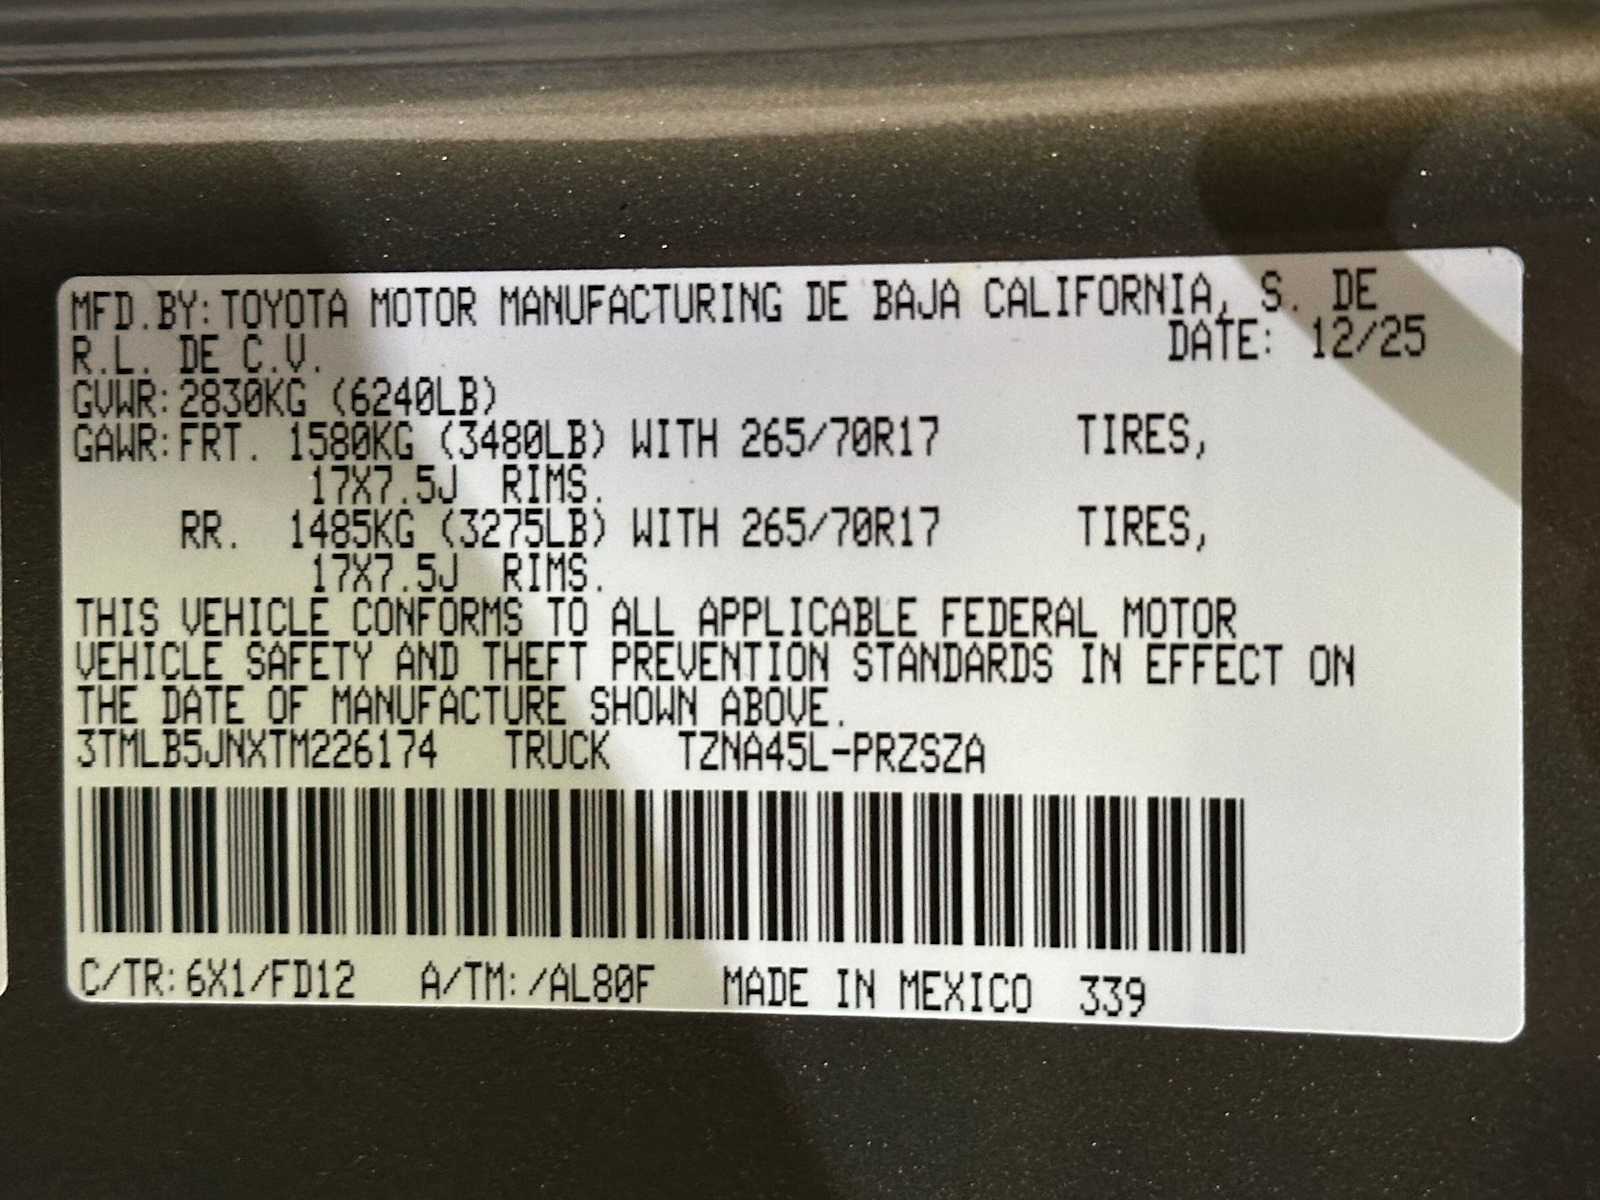 MFD.BY:TOYOTA MOTOR MANUFACTURING DE BAJA CALIFORNIA, S. DE
R.L. DE C.V. DATE: 12/25
GVWR:2830KG (6240LB)
GAWR:FRT. 1580KG (3480LB) WITH 265/70R17 TIRES,
17X7.5J RIMS.
RR. 1485KG (3275LB) WITH 265/70R17 TIRES,
17X7.5J RIMS.
THIS VEHICLE CONFORMS TO ALL APPLICABLE FEDERAL MOTOR
VEHICLE SAFETY AND THEFT PREVENTION STANDARDS IN EFFECT ON
THE DATE OF MANUFACTURE SHOWN ABOVE.
3TMLB5JNXTM226174 TRUCK TZNA45L-PRZSZA
C/TR:6X1/FD12 A/TM:/AL80F MADE IN MEXICO 339